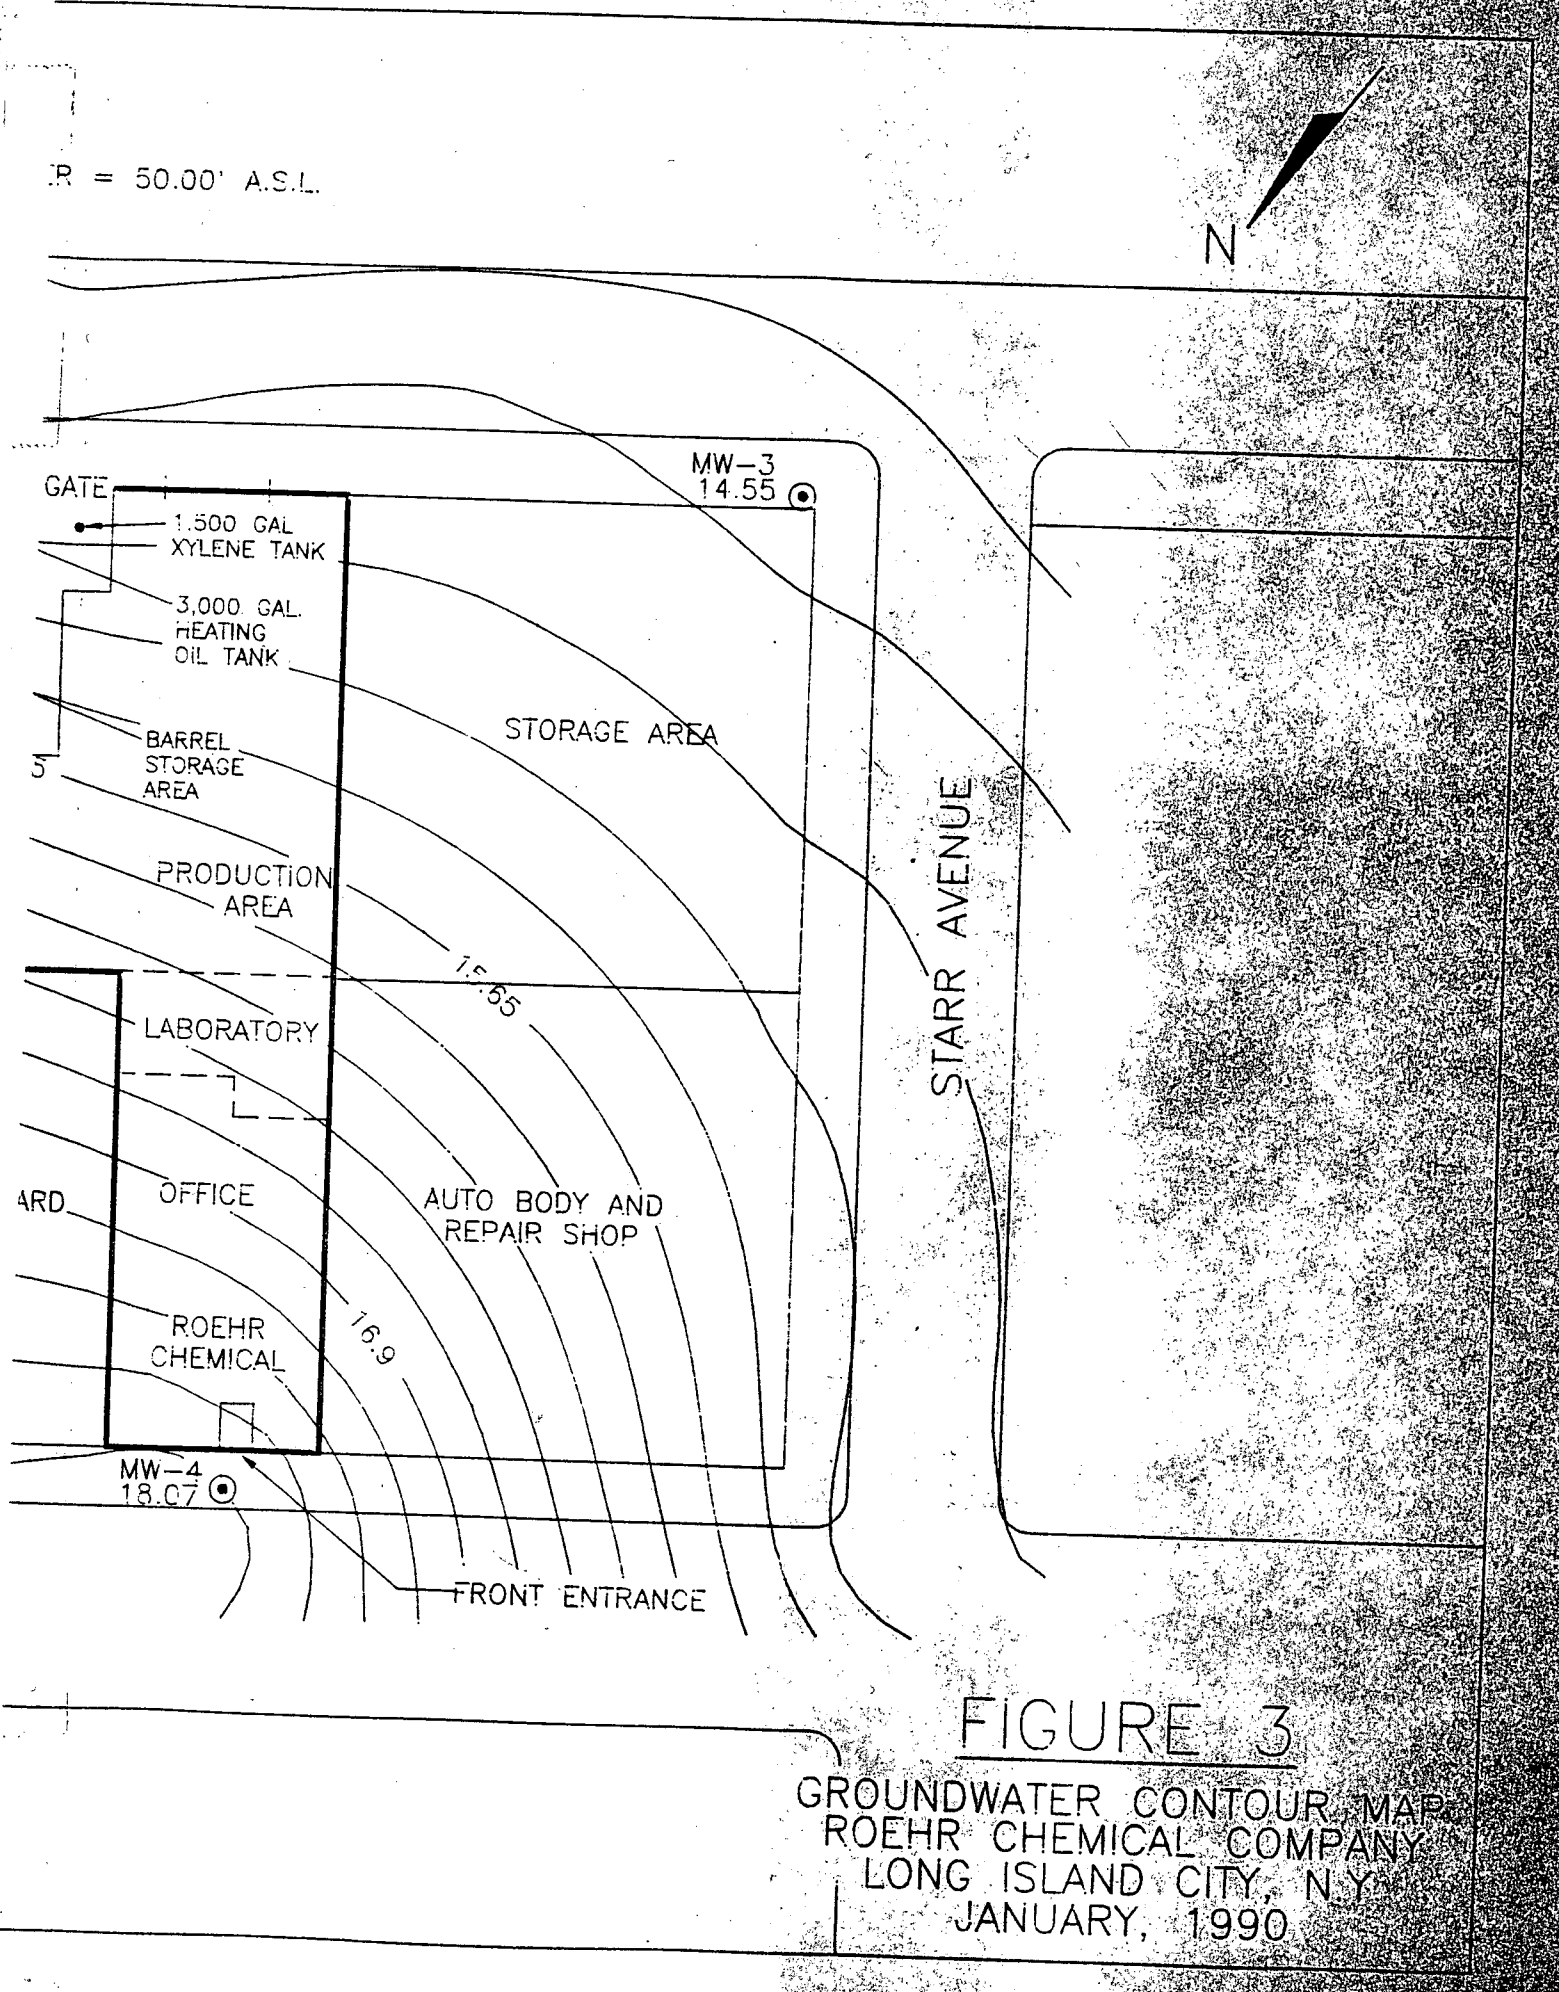 R = 50.00' A.S.L.
N
MW-3
14.55
GATE
1,500 GAL
XYLENE TANK
3,000 GAL.
HEATING
OIL TANK
STORAGE AREA
BARREL
STORAGE
AREA
PRODUCTION
AREA
15.65
STARR AVENUE
LABORATORY
OFFICE
ARD
AUTO BODY AND
REPAIR SHOP
ROEHR
CHEMICAL
16.9
MW-4
18.07
FRONT ENTRANCE
FIGURE 3
GROUNDWATER CONTOUR MAP
ROEHR CHEMICAL COMPANY
LONG ISLAND CITY, N.Y
JANUARY, 1990